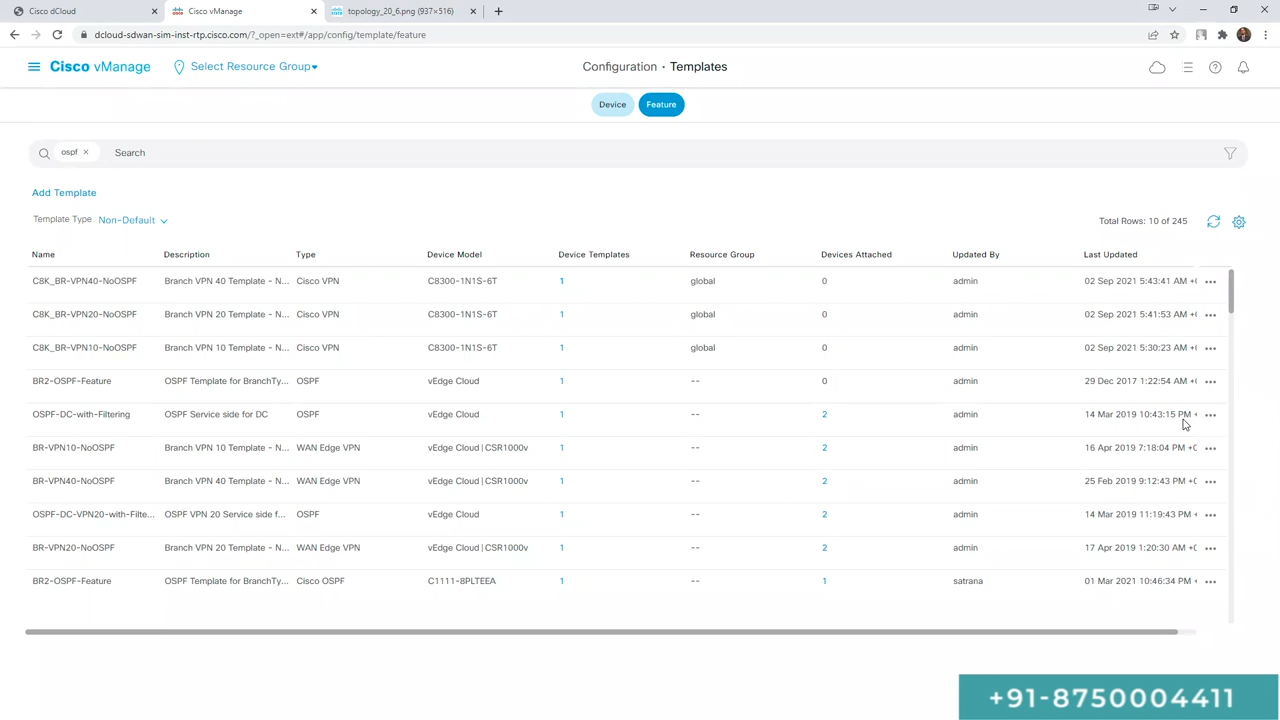 Cisco dCloud
Cisco vManage
topology_20_6.png (937×516)
dcloud-sdwan-sim-inst-rtp.cisco.com/?_open=ext#/app/config/template/feature
Cisco vManage
Select Resource Group
Configuration · Templates
Device
Feature
ospf
Search
Add Template
Template Type Non-Default
Total Rows: 10 of 245
Name Description Type Device Model Device Templates Resource Group Devices Attached Updated By Last Updated
C8K_BR-VPN40-NoOSPF Branch VPN 40 Template - N... Cisco VPN C8300-1N1S-6T 1 global 0 admin 02 Sep 2021 5:43:41 AM +0 ...
C8K_BR-VPN20-NoOSPF Branch VPN 20 Template - N... Cisco VPN C8300-1N1S-6T 1 global 0 admin 02 Sep 2021 5:41:53 AM +0 ...
C8K_BR-VPN10-NoOSPF Branch VPN 10 Template - N... Cisco VPN C8300-1N1S-6T 1 global 0 admin 02 Sep 2021 5:30:23 AM +0 ...
BR2-OSPF-Feature OSPF Template for BranchTy... OSPF vEdge Cloud 1 -- 0 admin 29 Dec 2017 1:22:54 AM +0 ...
OSPF-DC-with-Filtering OSPF Service side for DC OSPF vEdge Cloud 1 -- 2 admin 14 Mar 2019 10:43:15 PM + ...
BR-VPN10-NoOSPF Branch VPN 10 Template - N... WAN Edge VPN vEdge Cloud | CSR1000v 1 -- 2 admin 16 Apr 2019 7:18:04 PM +0 ...
BR-VPN40-NoOSPF Branch VPN 40 Template - N... WAN Edge VPN vEdge Cloud | CSR1000v 1 -- 2 admin 25 Feb 2019 9:12:43 PM +0 ...
OSPF-DC-VPN20-with-Filte... OSPF VPN 20 Service side f... OSPF vEdge Cloud 1 -- 2 admin 14 Mar 2019 11:19:43 PM + ...
BR-VPN20-NoOSPF Branch VPN 20 Template - N... WAN Edge VPN vEdge Cloud | CSR1000v 1 -- 2 admin 17 Apr 2019 1:20:30 AM +0 ...
BR2-OSPF-Feature OSPF Template for BranchTy... Cisco OSPF C1111-8PLTEEA 1 -- 1 satrana 01 Mar 2021 10:46:34 PM + ...
+91-8750004411